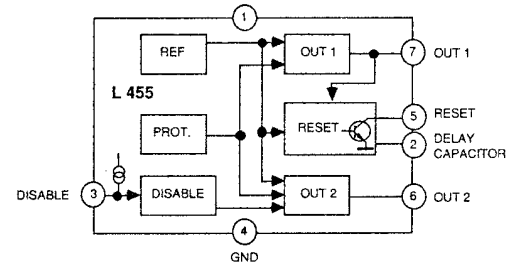 1
REF
OUT 1
7
OUT 1
L 455
PROT.
RESET
5
RESET
2
DELAY
CAPACITOR
DISABLE
3
DISABLE
OUT 2
6
OUT 2
4
GND